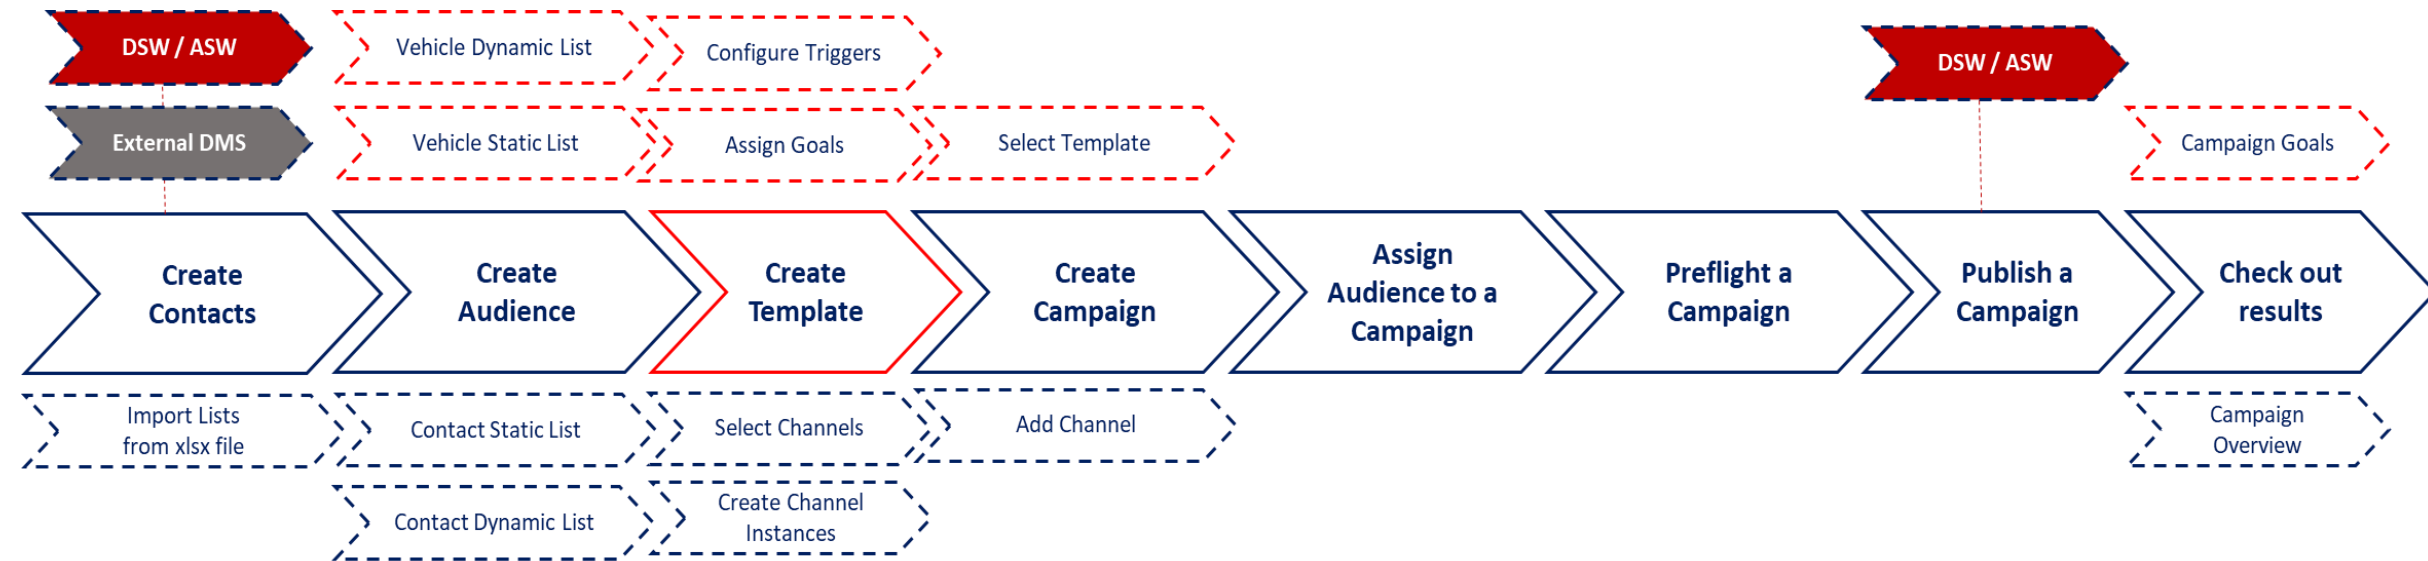 DSW / ASW
Vehicle Dynamic List
Configure Triggers
DSW / ASW
External DMS
Vehicle Static List
Assign Goals
Select Template
Campaign Goals
Create
Contacts
Create
Audience
Create
Template
Create
Campaign
Assign
Audience to a
Campaign
Preflight a
Campaign
Publish a
Campaign
Check out
results
Import Lists
from xlsx file
Contact Static List
Select Channels
Add Channel
Campaign
Overview
Contact Dynamic List
Create Channel
Instances